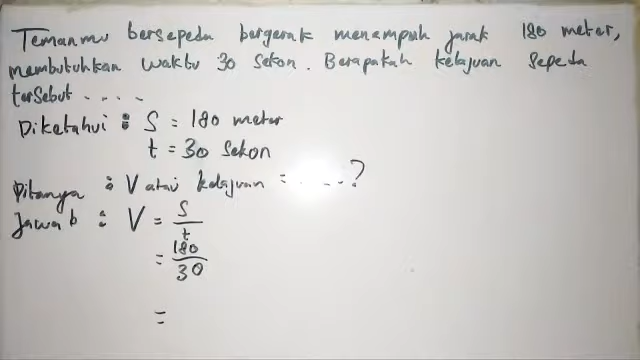 Temanmu bersepeda bergerak menempuh jarak 180 meter,
membutuhkan waktu 30 sekon. Berapakah kelajuan sepeda
tersebut ....
Diketahui : S = 180 meter
t = 30 sekon
Ditanya : V atau kelajuan = .....?
Jawab : V = S/t
= 180/30
=